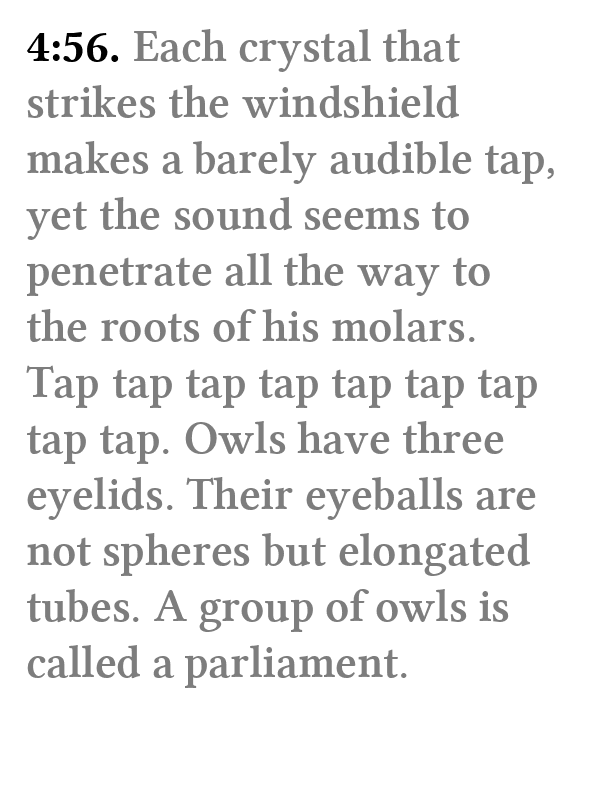 4:56. Each crystal that
strikes the windshield
makes a barely audible tap,
yet the sound seems to
penetrate all the way to
the roots of his molars.
Tap tap tap tap tap tap tap
tap tap. Owls have three
eyelids. Their eyeballs are
not spheres but elongated
tubes. A group of owls is
called a parliament.